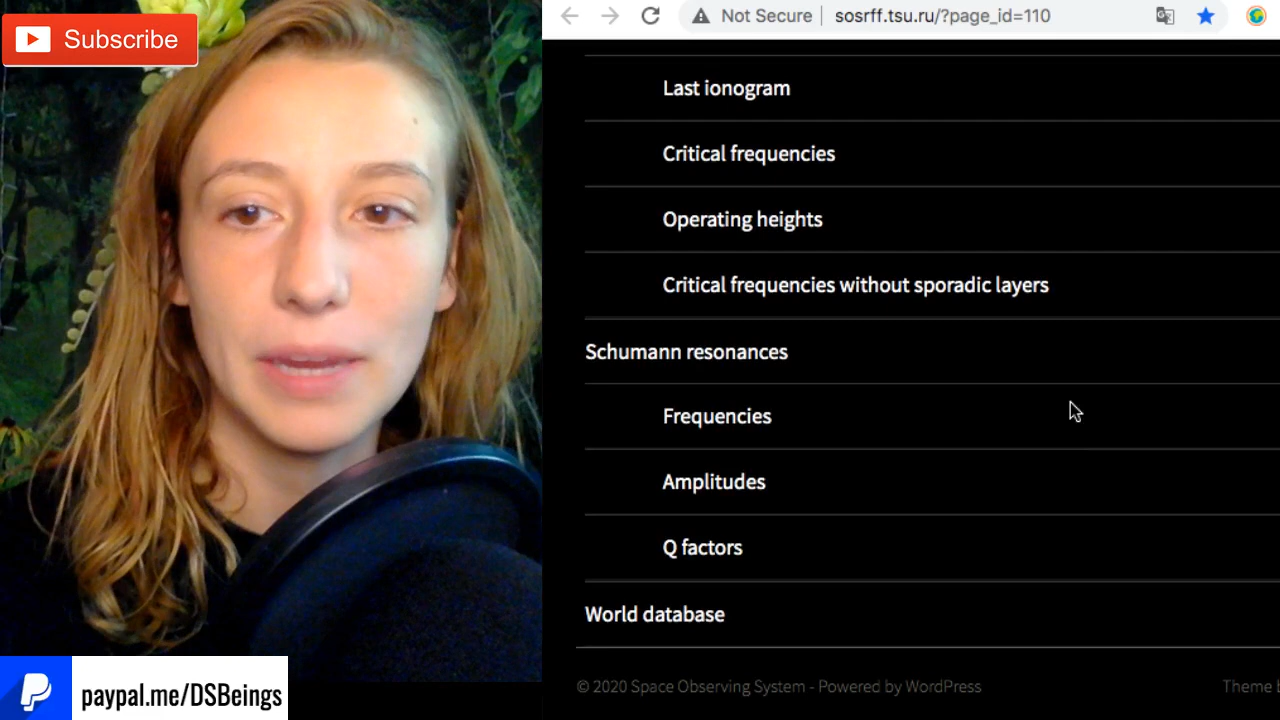 Subscribe
Not Secure
sosrff.tsu.ru/?page_id=110
Last ionogram
Critical frequencies
Operating heights
Critical frequencies without sporadic layers
Schumann resonances
Frequencies
Amplitudes
Q factors
World database
© 2020 Space Observing System - Powered by WordPress
Theme
paypal.me/DSBeings